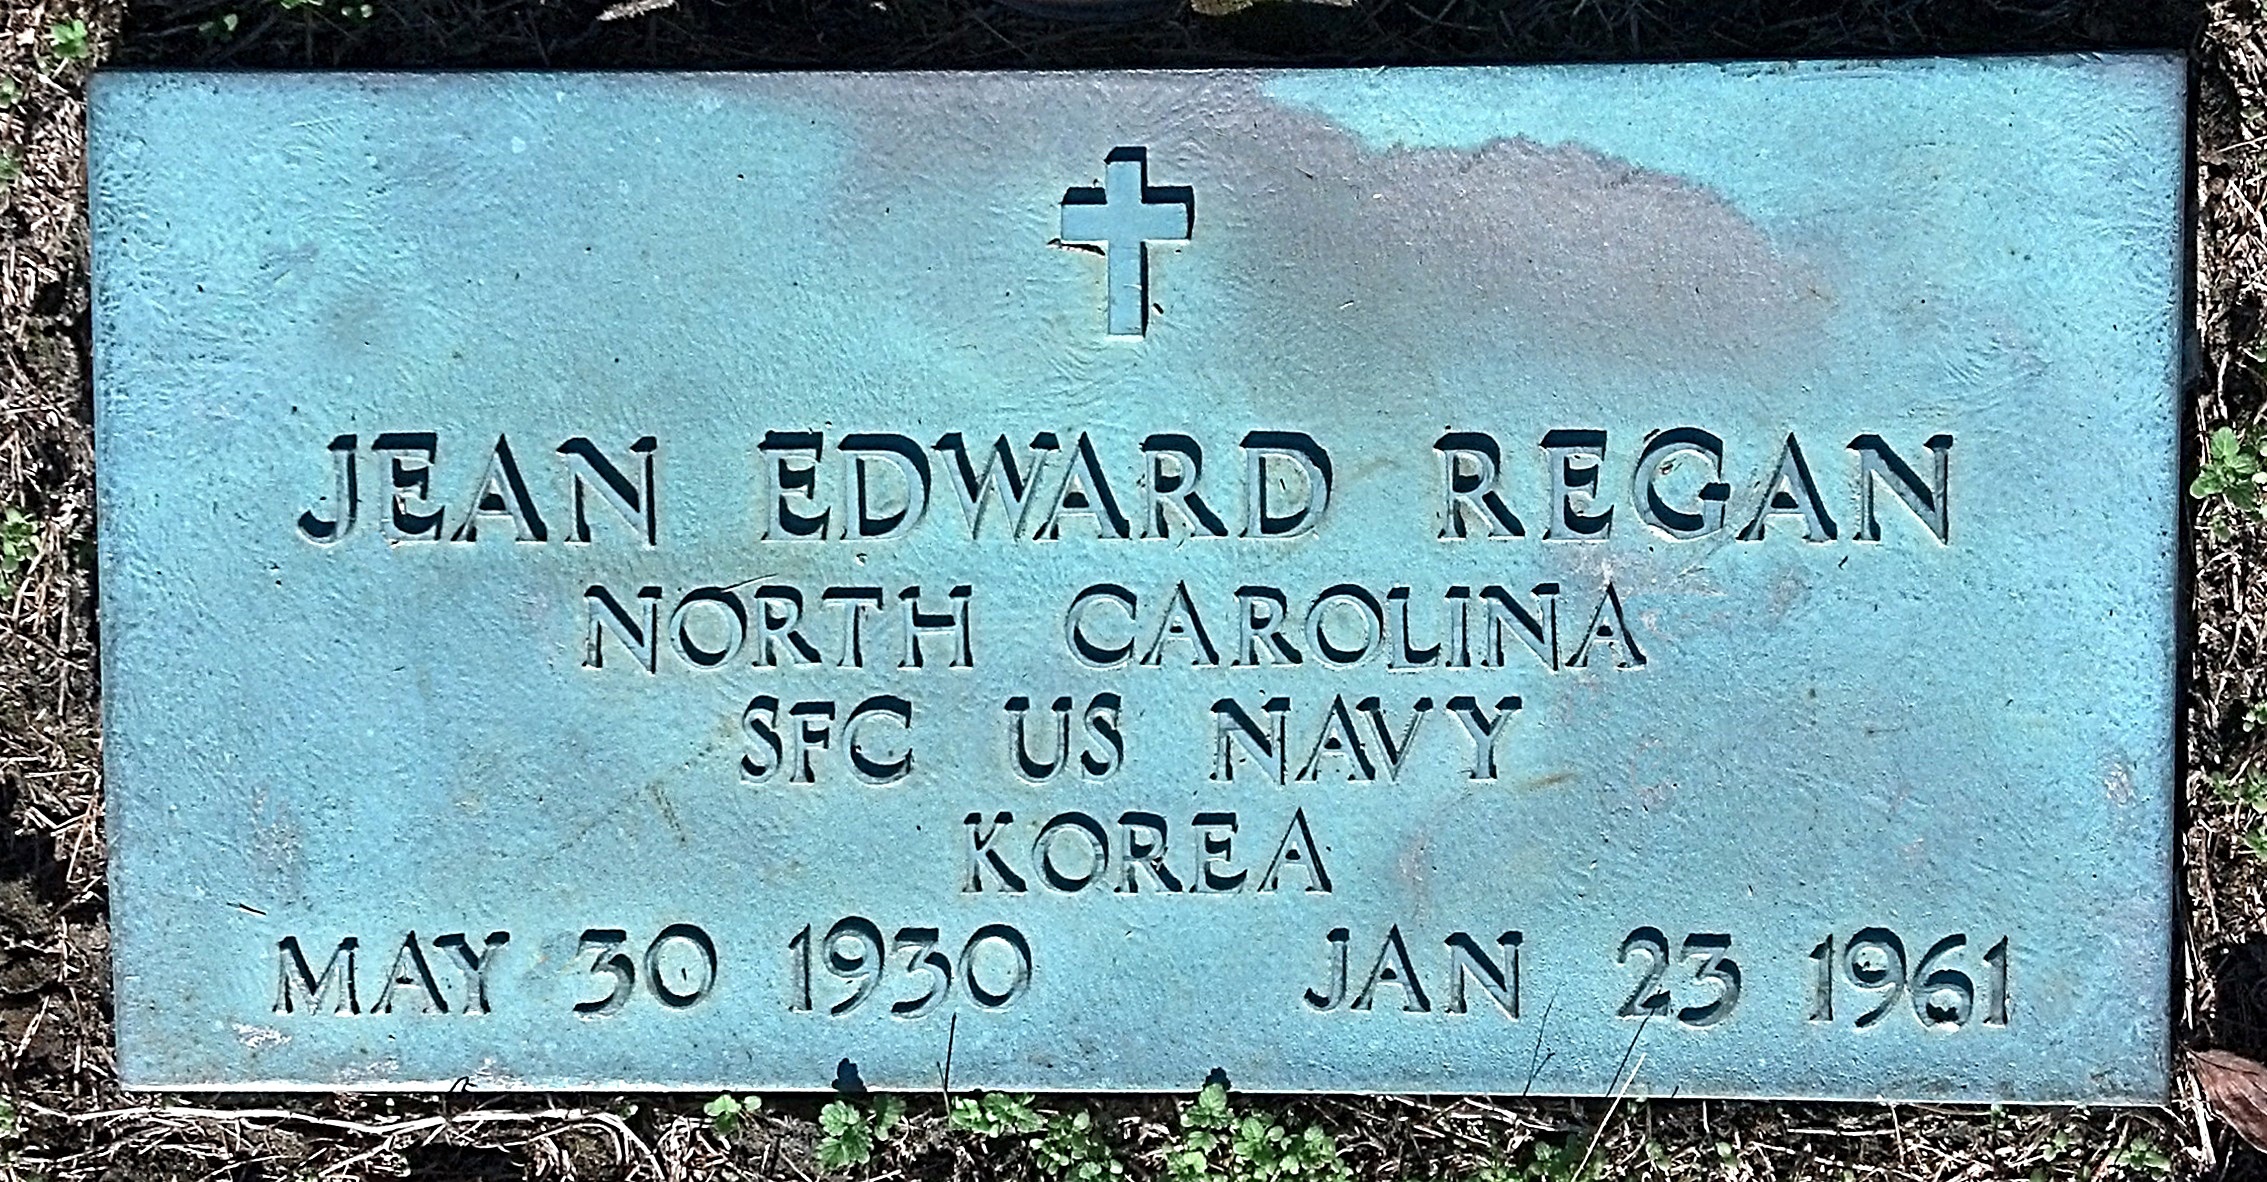 JEAN EDWARD REGAN
NORTH CAROLINA
SFC US NAVY
KOREA
MAY 30 1930 JAN 23 1961